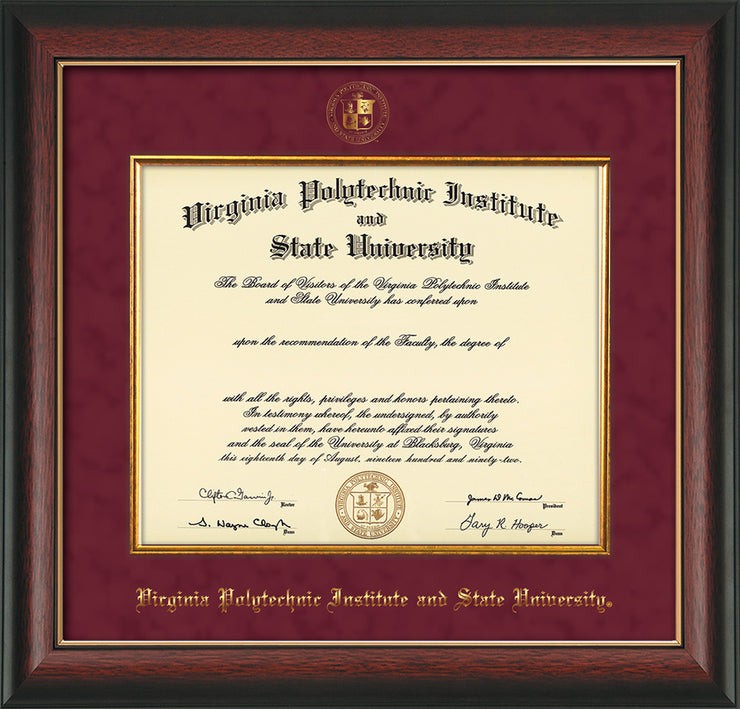 Virginia Polytechnic Institute
and
State University
The Board of Visitors of the Virginia Polytechnic Institute
and State University has conferred upon
upon the recommendation of the Faculty, the degree of
with all the rights, privileges and honors pertaining thereto.
In testimony whereof, the undersigned, by authority
vested in them, have hereunto affixed their signatures
and the seal of the University at Blacksburg, Virginia
this eighteenth day of August, nineteen hundred and ninety-two.
Rector
President
S. Wayne Clough
Gary R. Hooper
Dean
Dean
Virginia Polytechnic Institute and State University®